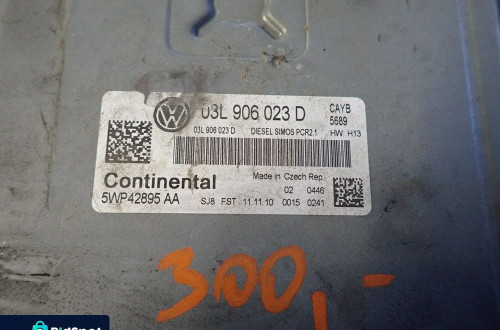 03L 906 023 D CAYB
03L 906 023 D DIESEL SIMOS PCR2.1 5689
HW H13
Continental Made in Czech Rep.
02 0446
5WP42895 AA SJ8 FST 11.11.10 0015 0241
300,-
BidSpot